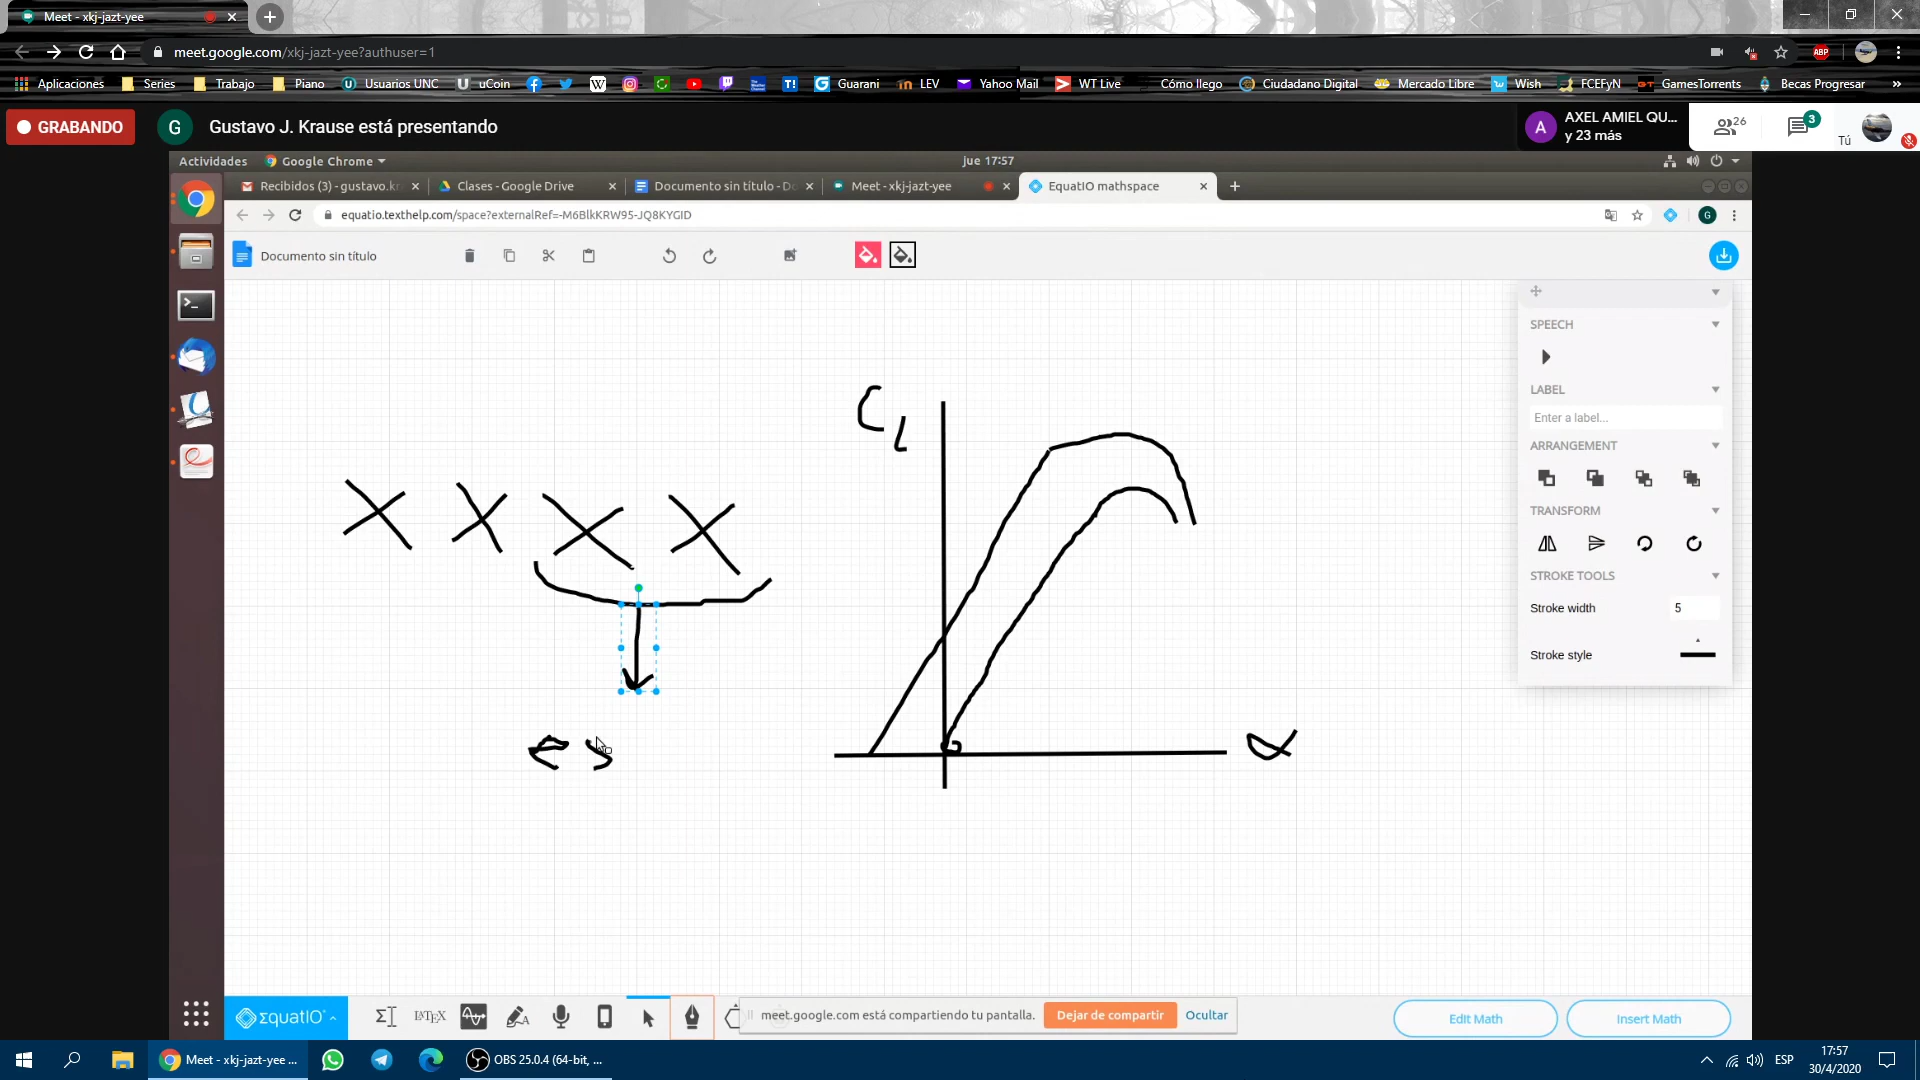 Meet - xkj-jazt-yee
meet.google.com/xkj-jazt-yee?authuser=1
ABP
Aplicaciones Series Trabajo Piano Usuarios UNC uCoin Guarani LEV Yahoo Mail WT Live Cómo llego Ciudadano Digital Mercado Libre Wish FCEFyN GamesTorrents Becas Progresar »
GRABANDO G Gustavo J. Krause está presentando
A AXEL AMIEL QU...
y 23 más
26 3 Tú
Actividades Google Chrome jue 17:57
Recibidos (3) - gustavo.kr Clases - Google Drive Documento sin título - Do Meet - xkj-jazt-yee EquatIO mathspace
equatio.texthelp.com/space?externalRef=-M6BlkKRW95-JQ8KYGID G
Documento sin título
SPEECH
LABEL
Enter a label...
ARRANGEMENT
TRANSFORM
STROKE TOOLS
Stroke width 5
Stroke style
C L
X X X X
e s
α
EquatIO LATEX meet.google.com está compartiendo tu pantalla. Dejar de compartir Ocultar Edit Math Insert Math
Meet - xkj-jazt-yee ... OBS 25.0.4 (64-bit, ... ESP 17:57
30/4/2020